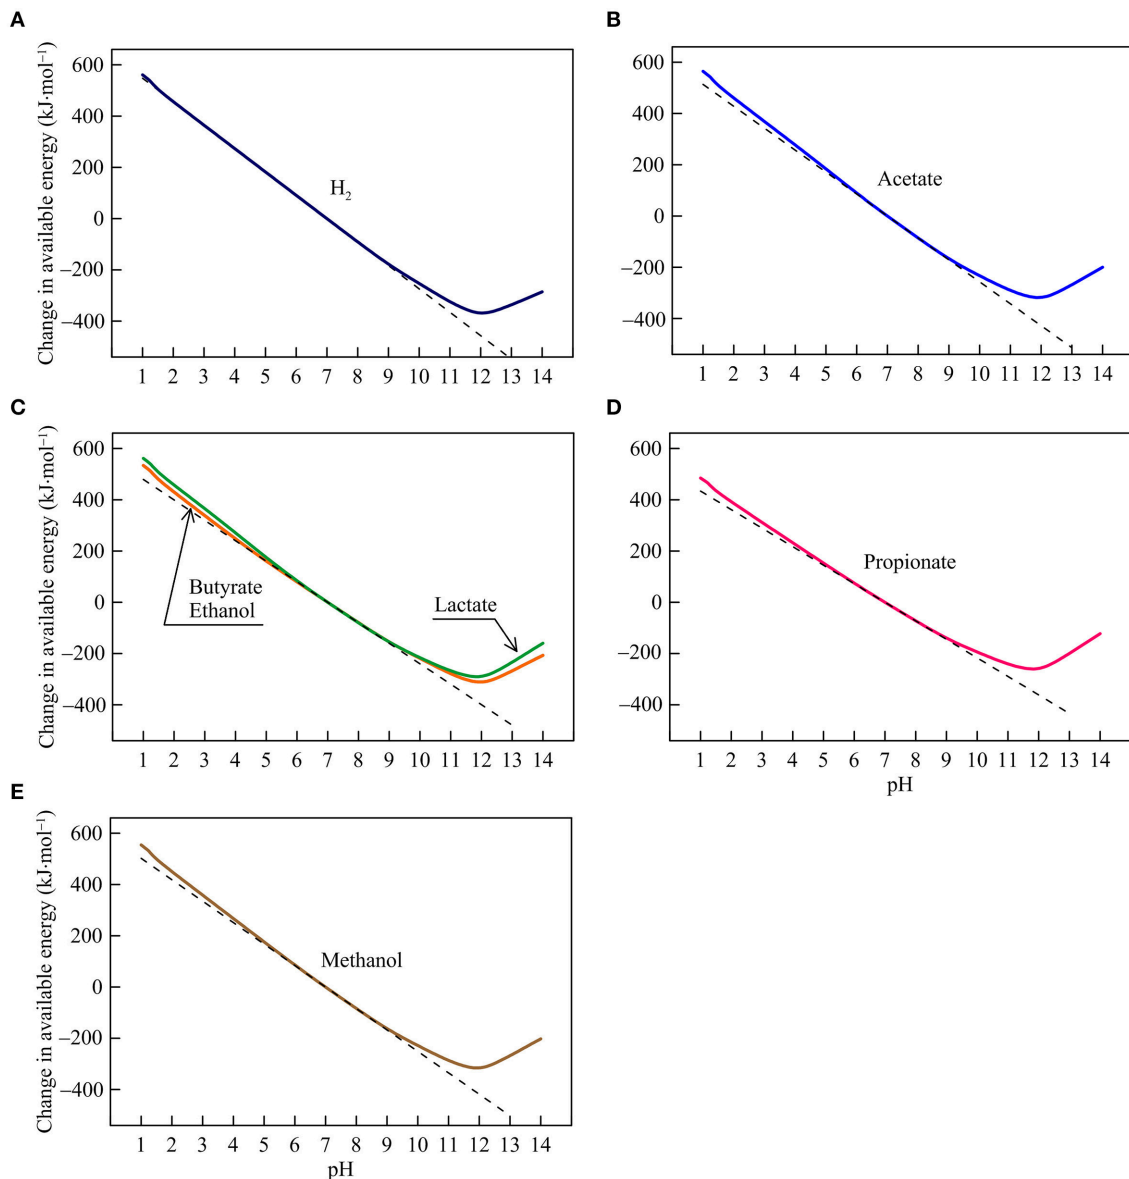 A
Change in available energy (kJ·mol⁻¹)
600
400
200
0
–200
–400
H₂
1 2 3 4 5 6 7 8 9 10 11 12 13 14
B
600
400
200
0
–200
–400
Acetate
1 2 3 4 5 6 7 8 9 10 11 12 13 14
C
Change in available energy (kJ·mol⁻¹)
600
400
200
0
–200
–400
Butyrate
Ethanol
Lactate
1 2 3 4 5 6 7 8 9 10 11 12 13 14
D
600
400
200
0
–200
–400
Propionate
1 2 3 4 5 6 7 8 9 10 11 12 13 14
pH
E
Change in available energy (kJ·mol⁻¹)
600
400
200
0
–200
–400
Methanol
1 2 3 4 5 6 7 8 9 10 11 12 13 14
pH